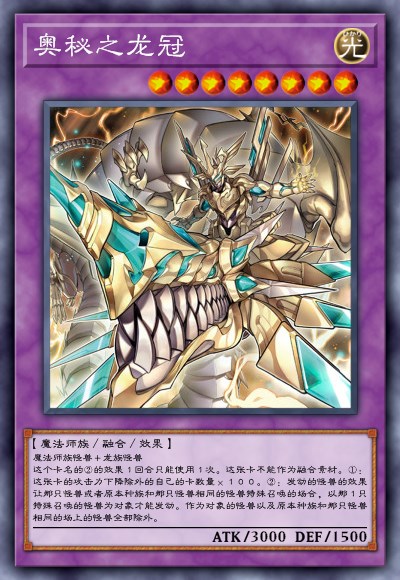 奥秘之龙冠
ひかり
光
【魔法师族／融合／效果】
魔法师族怪兽＋龙族怪兽
这个卡名的②的效果1回合只能使用1次。这张卡不能作为融合素材。①：
这张卡的攻击力下降除外的自己的卡数量×100。②：发动的怪兽的效果
让那只怪兽或者原本种族和那只怪兽相同的怪兽特殊召唤的场合，以那1只
特殊召唤的怪兽为对象才能发动。作为对象的怪兽以及原本种族和那只怪兽
相同的场上的怪兽全部除外。
ATK/3000 DEF/1500